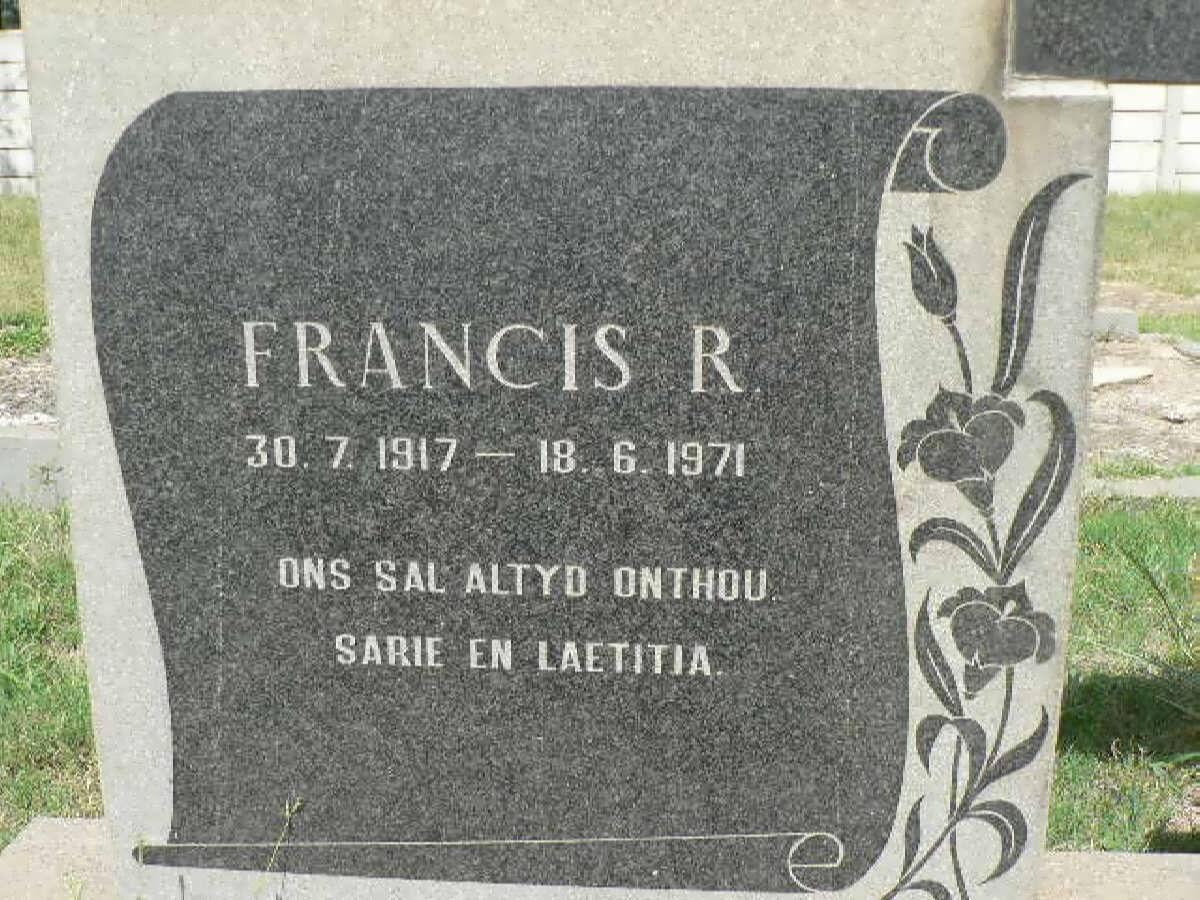 FRANCIS R.
30. 7. 1917 — 18. 6. 1971
ONS SAL ALTYD ONTHOU.
SARIE EN LAETITIA.